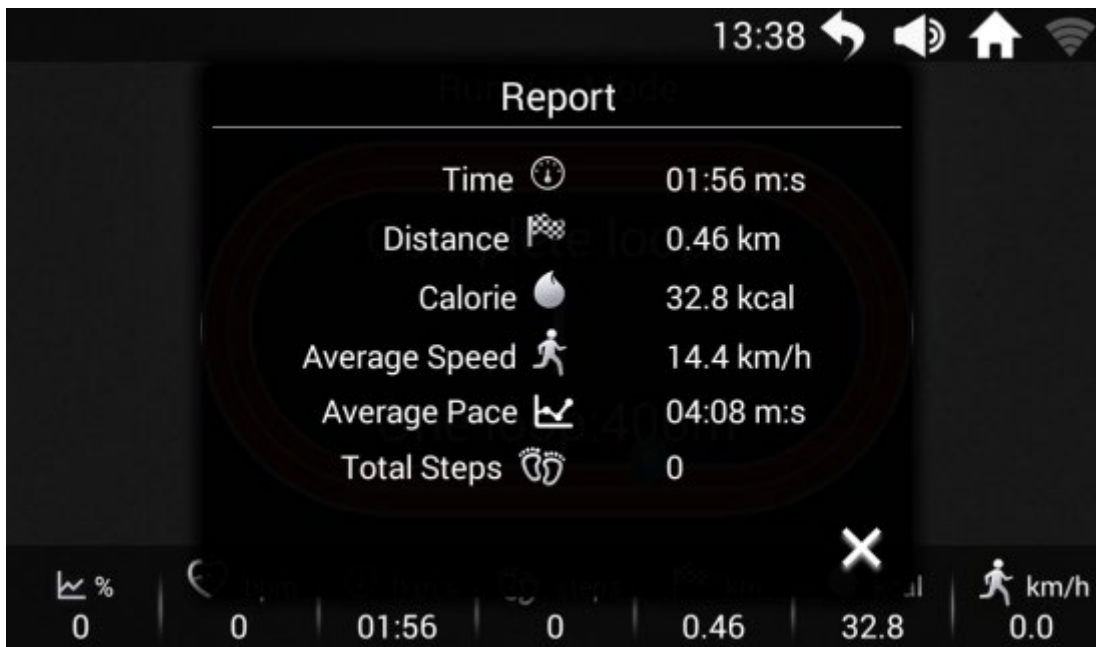 13:38
Report
Time 01:56 m:s
Distance 0.46 km
Calorie 32.8 kcal
Average Speed 14.4 km/h
Average Pace 04:08 m:s
Total Steps 0
% km/h
0 0 01:56 0 0.46 32.8 0.0